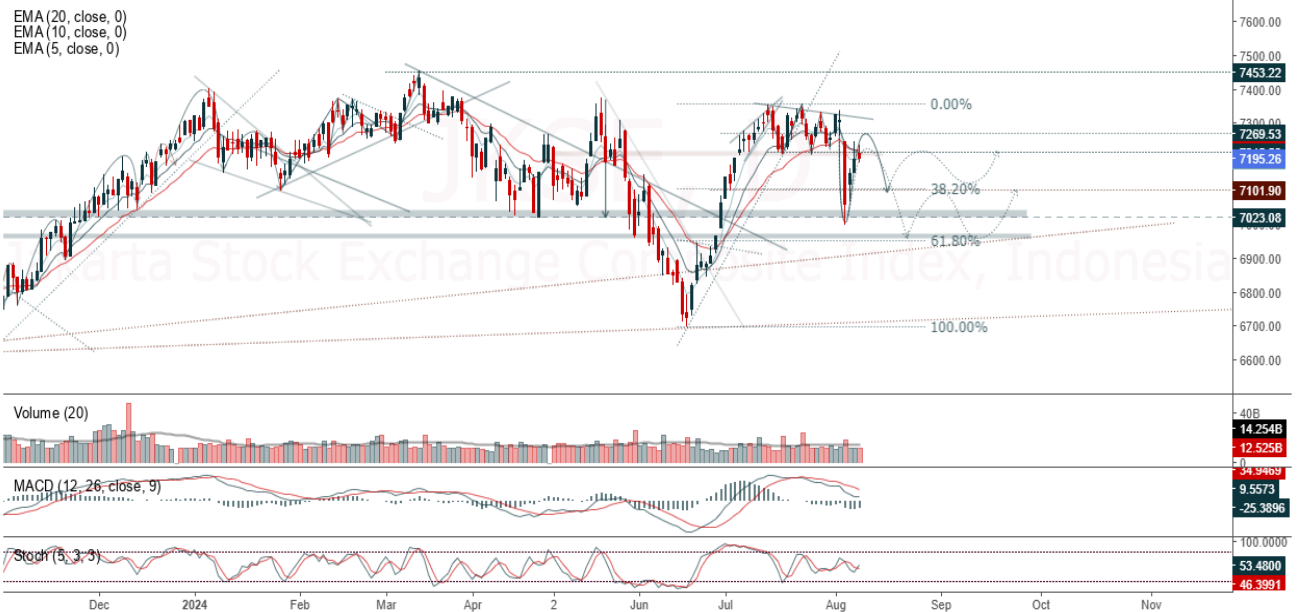 EMA (20, close, 0)
EMA (10, close, 0)
EMA (5, close, 0)
7600.00
7500.00
7453.22
7400.00
0.00%
7300.00
7269.53
7195.26
38.20%
7101.90
7023.08
61.80%
Jakarta Stock Exchange Composite Index, Indonesia
6900.00
6800.00
100.00%
6700.00
6600.00
Volume (20)
40B
14.254B
12.525B
0
34.9469
MACD (12, 26, close, 9)
9.5573
-25.3896
100.0000
Stoch (5, 3, 3)
53.4800
46.3991
Dec 2024 Feb Mar Apr 2 Jun Jul Aug Sep Oct Nov